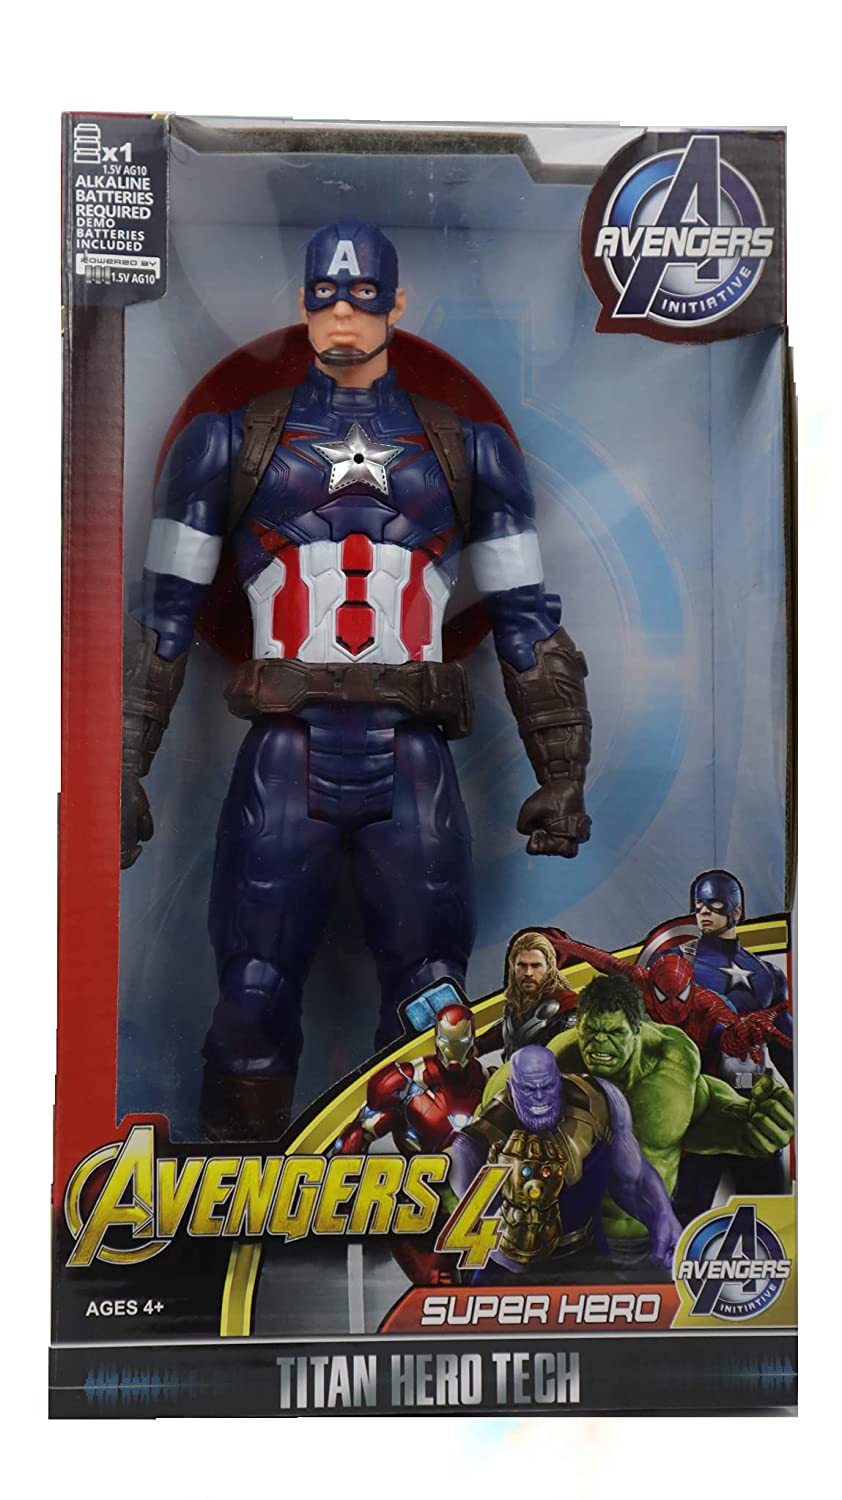 x1
1.5V AG10
ALKALINE
BATTERIES
REQUIRED
DEMO
BATTERIES
INCLUDED
POWERED BY
1.5V AG10
AVENGERS
INITIATIVE
A
A
AVENGERS 4
AVENGERS
INITIATIVE
AGES 4+
SUPER HERO
TITAN HERO TECH